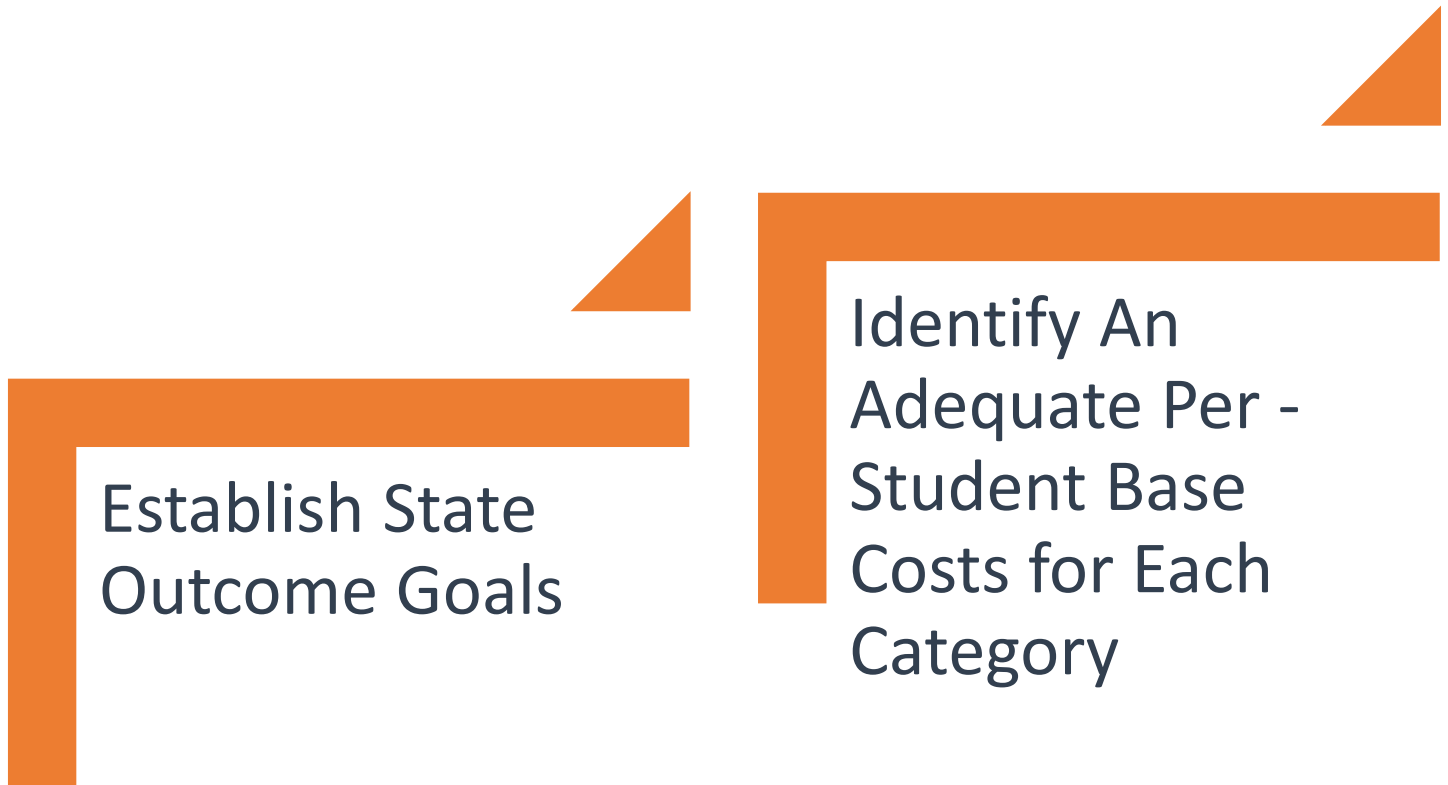 Establish State
Outcome Goals
Identify An
Adequate Per -
Student Base
Costs for Each
Category